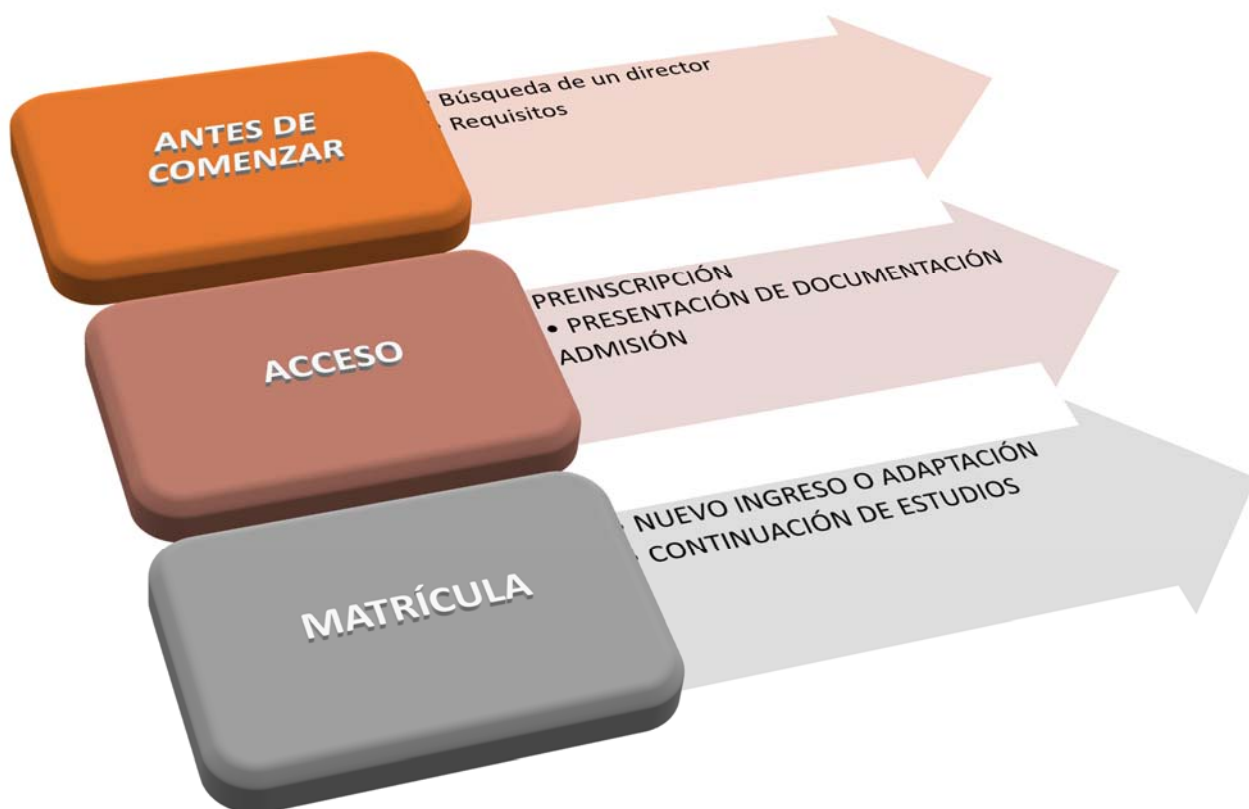 ANTES DE
COMENZAR
• Búsqueda de un director
• Requisitos
ACCESO
PREINSCRIPCIÓN
• PRESENTACIÓN DE DOCUMENTACIÓN
ADMISIÓN
MATRÍCULA
• NUEVO INGRESO O ADAPTACIÓN
• CONTINUACIÓN DE ESTUDIOS